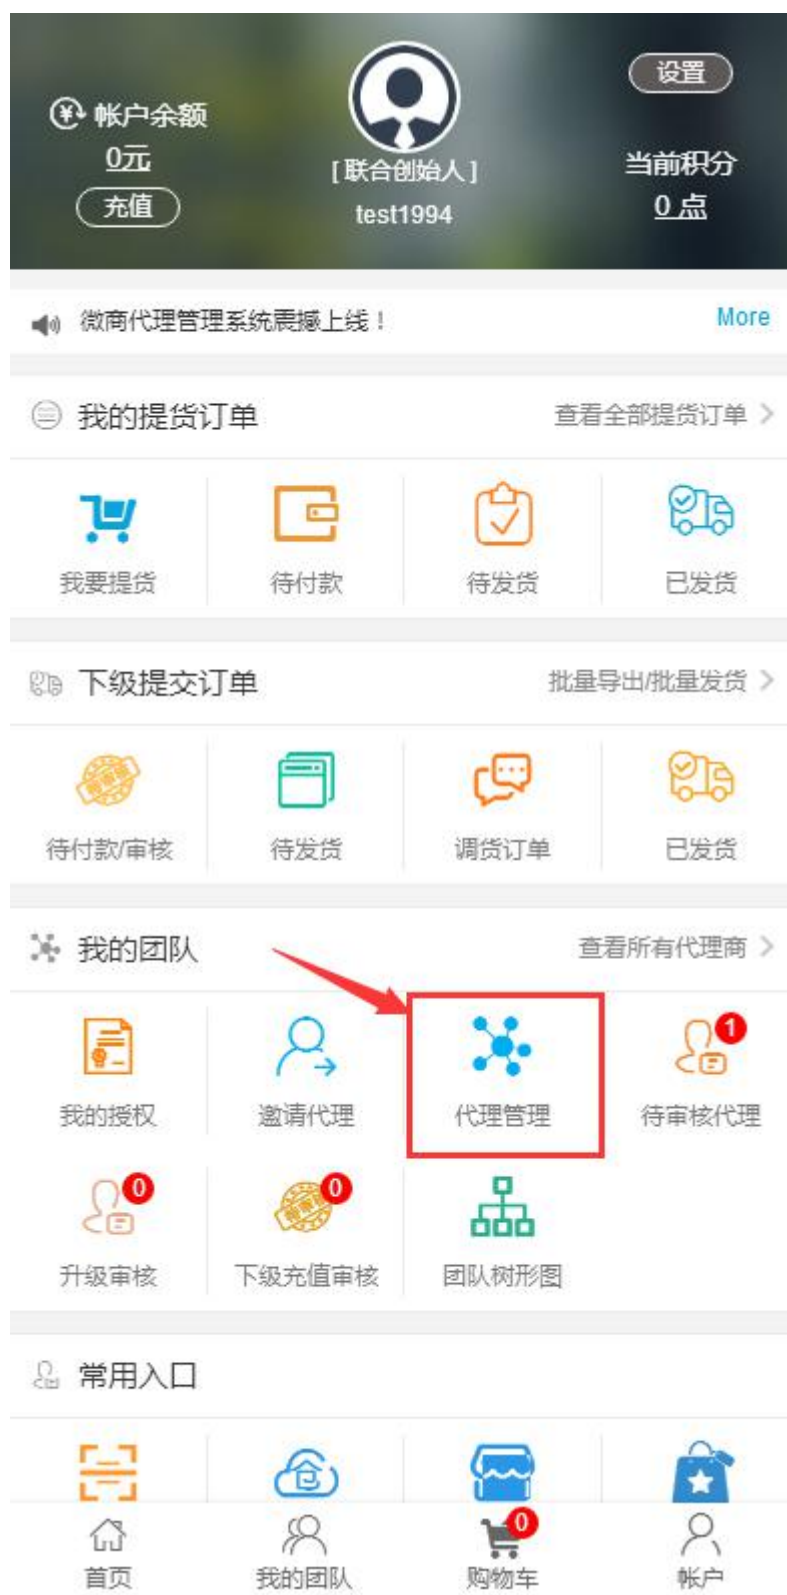 设置
帐户余额
0元
充值
[ 联合创始人 ]
test1994
当前积分
0 点
微商代理管理系统震撼上线！
More
我的提货订单
查看全部提货订单
我要提货
待付款
待发货
已发货
下级提交订单
批量导出/批量发货
待付款/审核
待发货
调货订单
已发货
我的团队
查看所有代理商
1
我的授权
邀请代理
代理管理
待审核代理
0
0
升级审核
下级充值审核
团队树形图
常用入口
0
首页
我的团队
购物车
帐户